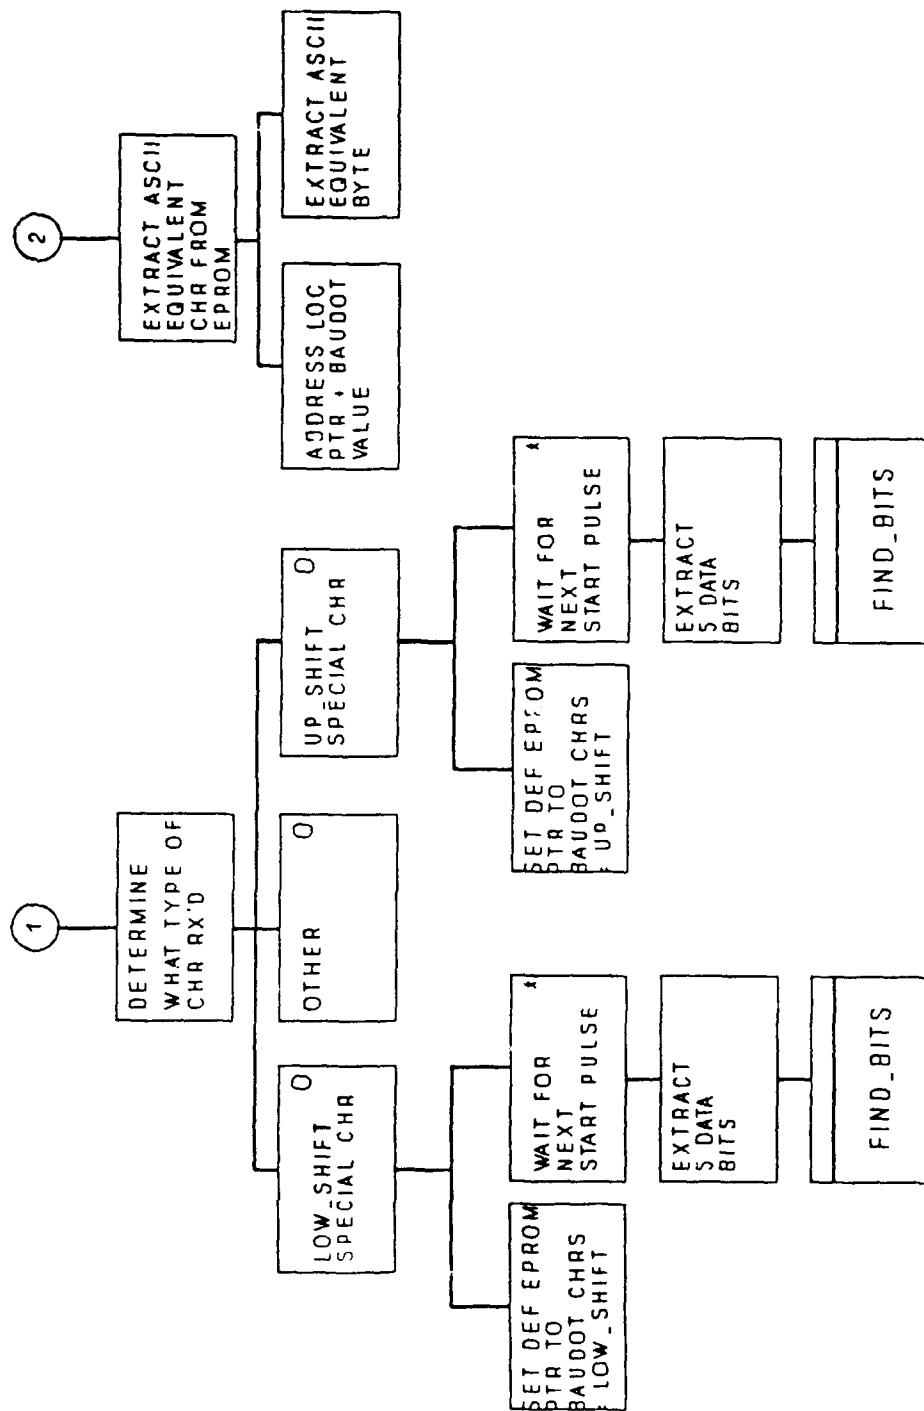 1
DETERMINE
WHAT TYPE OF
CHR RX'D
LOW_SHIFT
SPECIAL CHR
O
OTHER
O
UP_SHIFT
SPECIAL CHR
O
SET DEF EPROM
PTR TO
BAUDOT CHRS
LOW_SHIFT
WAIT FOR
NEXT
START PULSE
*
EXTRACT
5 DATA
BITS
FIND_BITS
SET DEF EPROM
PTR TO
BAUDOT CHRS
UP_SHIFT
WAIT FOR
NEXT
START PULSE
*
EXTRACT
5 DATA
BITS
FIND_BITS
2
EXTRACT ASCII
EQUIVALENT
CHR FROM
EPROM
ADDRESS LOC
PTR + BAUDOT
VALUE
EXTRACT ASCII
EQUIVALENT
BYTE